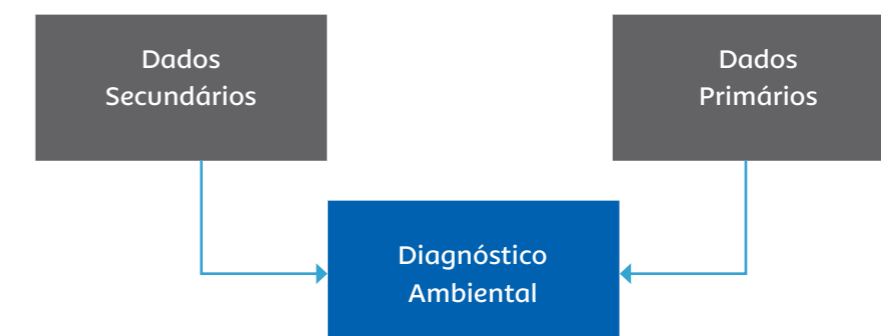 Dados
Secundários
Dados
Primários
Diagnóstico
Ambiental